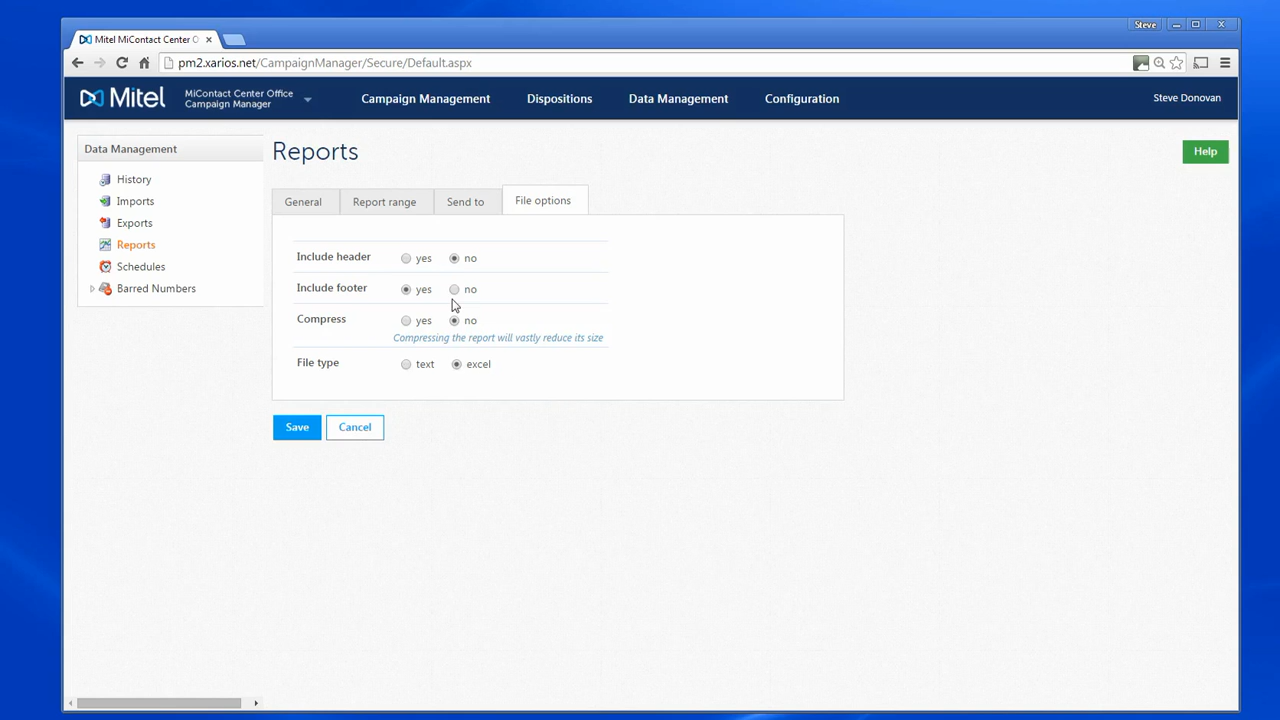 Steve
Mitel MiContact Center O
pm2.xarios.net/CampaignManager/Secure/Default.aspx
Mitel
MiContact Center Office
Campaign Manager
Campaign Management
Dispositions
Data Management
Configuration
Steve Donovan
Data Management
History
Imports
Exports
Reports
Schedules
Barred Numbers
Reports
Help
General
Report range
Send to
File options
Include header yes no
Include footer yes no
Compress yes no
Compressing the report will vastly reduce its size
File type text excel
Save
Cancel